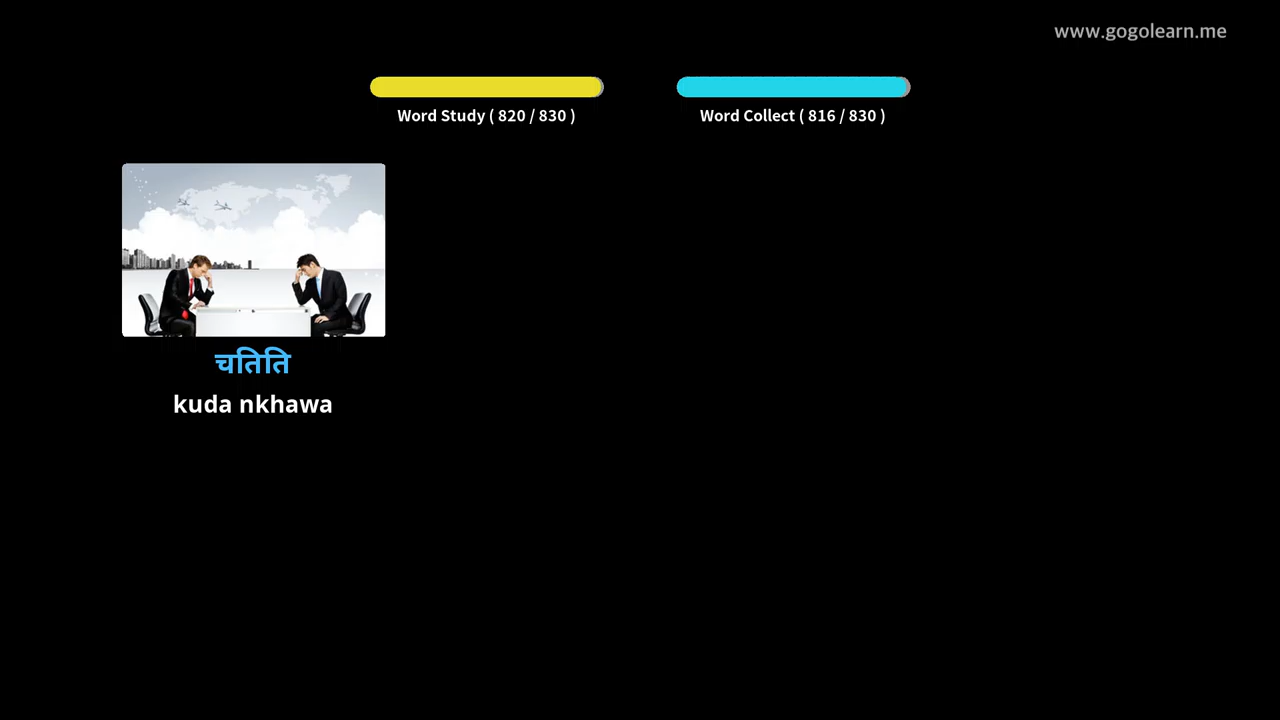 www.gogolearn.me
Word Study ( 820 / 830 )
Word Collect ( 816 / 830 )
चतिति
kuda nkhawa